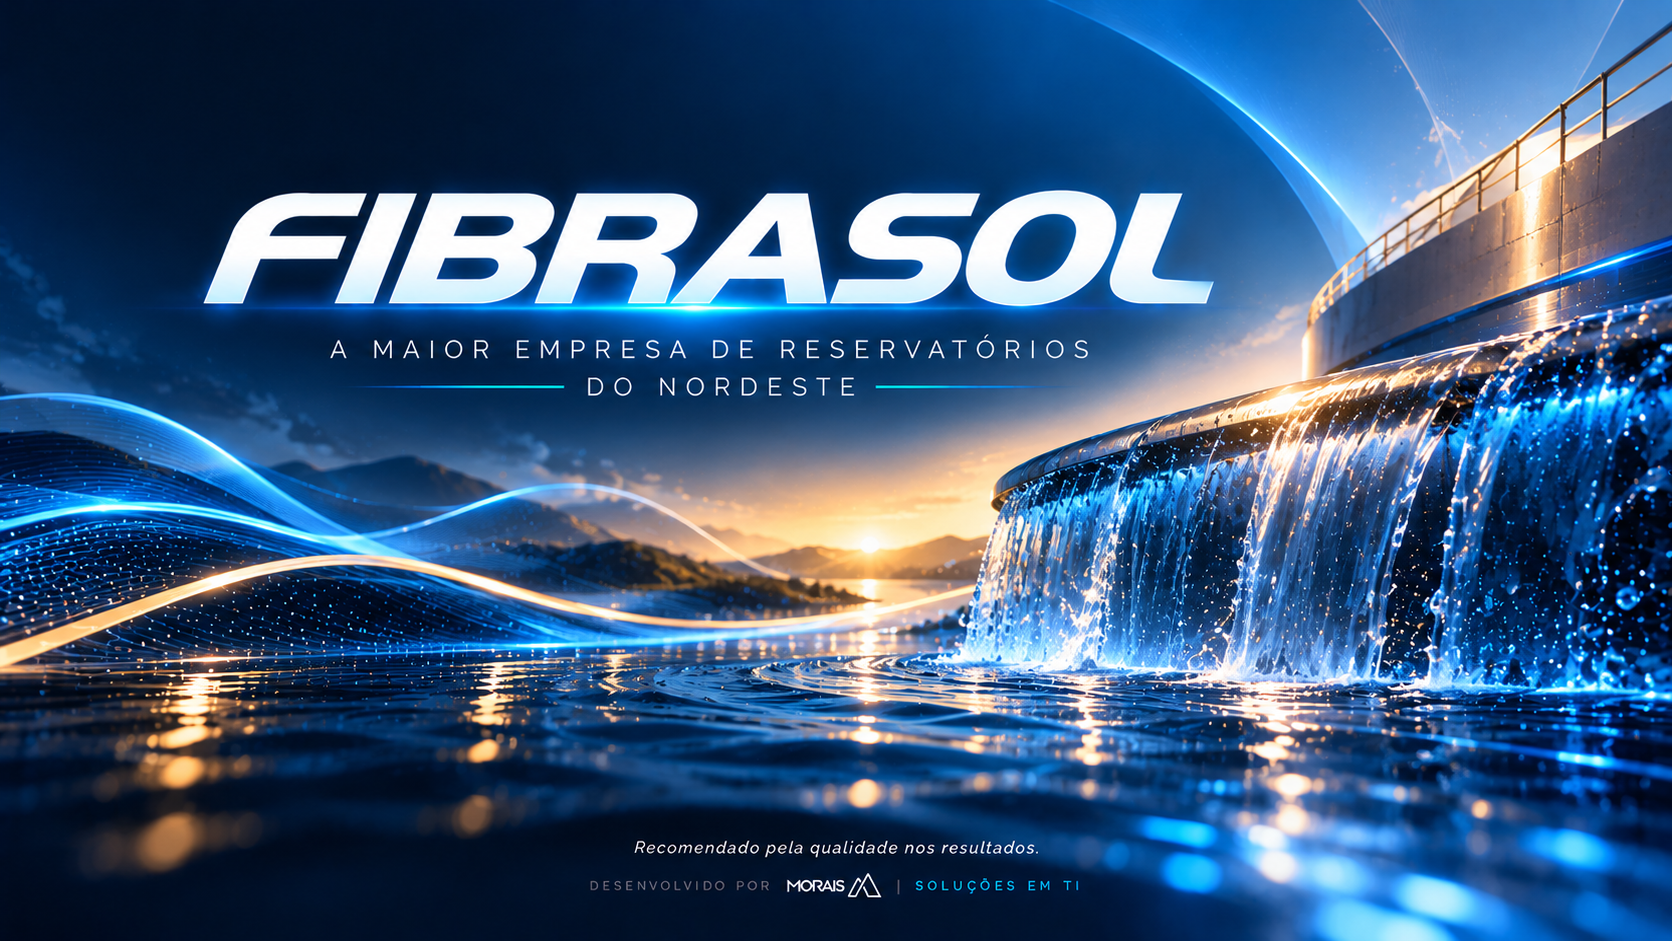 FIBRASOL
A MAIOR EMPRESA DE RESERVATÓRIOS
DO NORDESTE
Recomendado pela qualidade nos resultados.
DESENVOLVIDO POR MORAIS | SOLUÇÕES EM TI